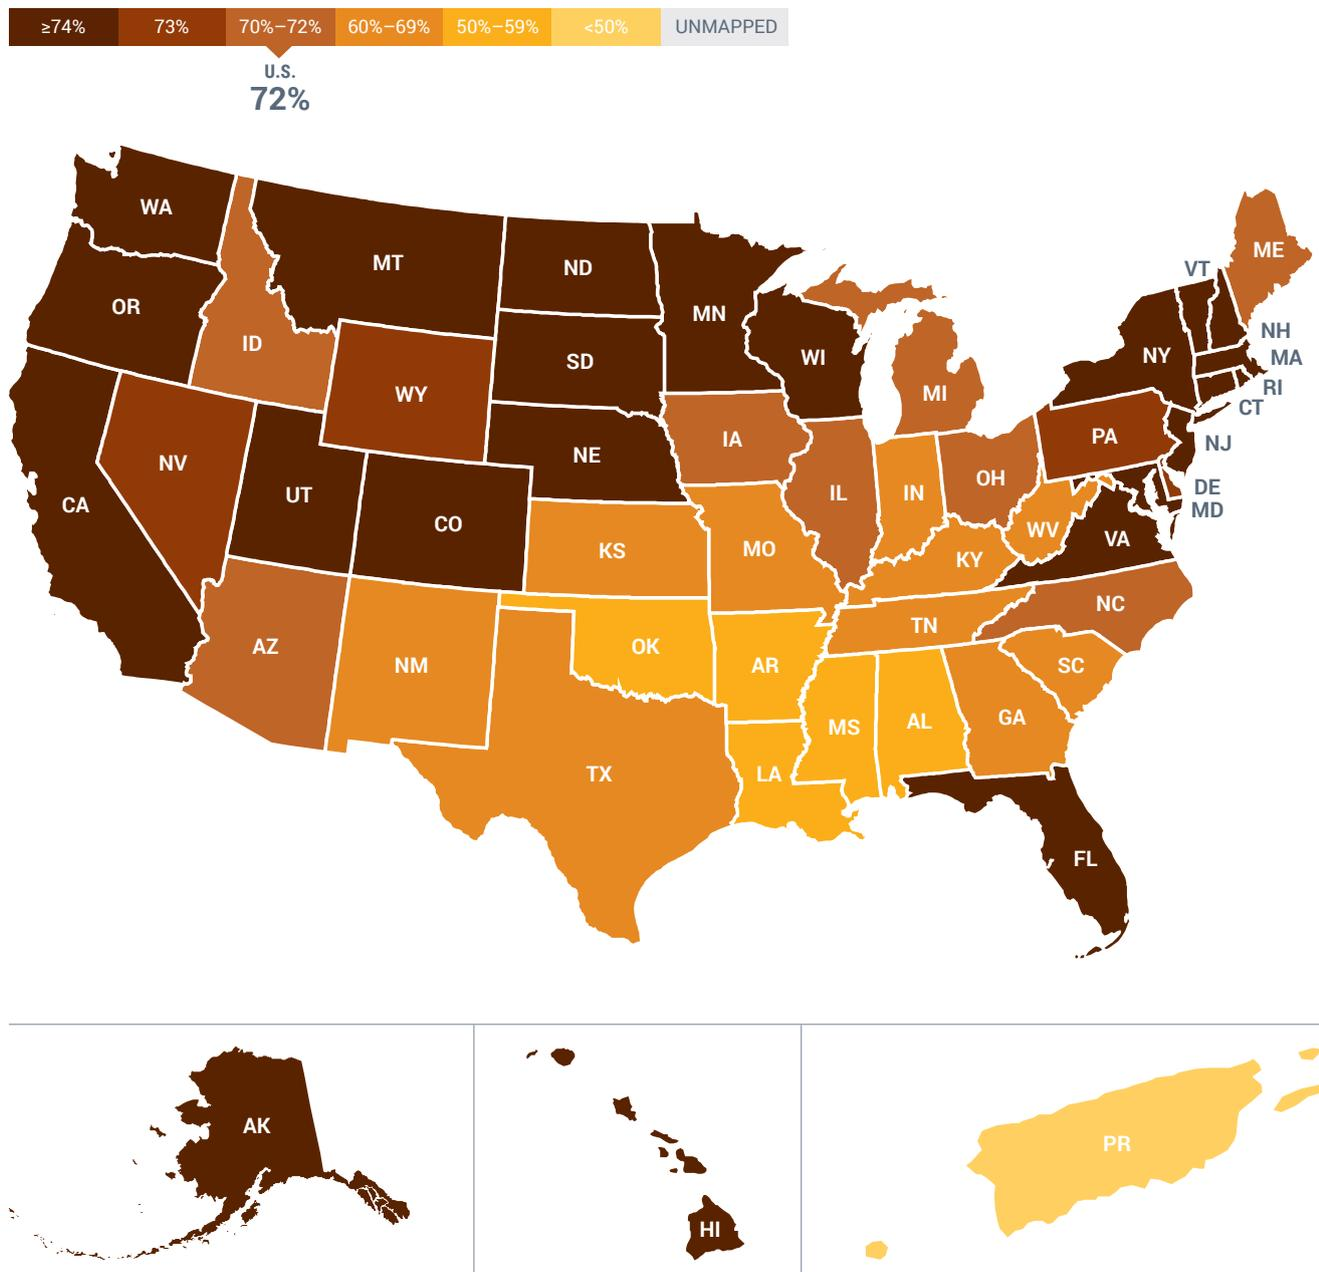 ≥74% 73% 70%–72% 60%–69% 50%–59% <50% UNMAPPED
U.S.
72%
WA
MT
ND
MN
OR
ID
SD
WI
WY
MI
NY
VT
ME
NH
MA
RI
CT
NJ
PA
DE
MD
NV
UT
CA
CO
NE
IA
IL
IN
OH
WV
VA
KS
MO
KY
NC
TN
AZ
NM
OK
AR
SC
MS
AL
GA
TX
LA
FL
AK
HI
PR